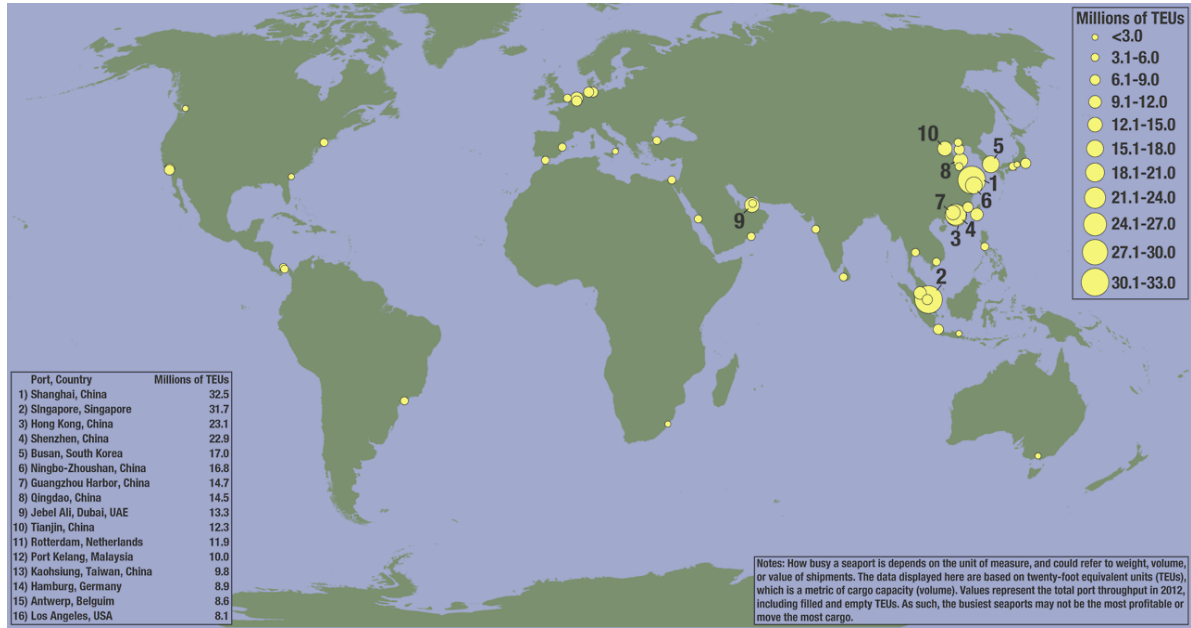 Millions of TEUs
<3.0
3.1-6.0
6.1-9.0
9.1-12.0
12.1-15.0
15.1-18.0
18.1-21.0
21.1-24.0
24.1-27.0
27.1-30.0
30.1-33.0
10
5
8
1
7
6
9
3
4
2
Port, Country Millions of TEUs
1) Shanghai, China 32.5
2) SIngapore, Singapore 31.7
3) Hong Kong, China 23.1
4) Shenzhen, China 22.9
5) Busan, South Korea 17.0
6) Ningbo-Zhoushan, China 16.8
7) Guangzhou Harbor, China 14.7
8) Qingdao, China 14.5
9) Jebel Ali, Dubai, UAE 13.3
10) Tianjin, China 12.3
11) Rotterdam, Netherlands 11.9
12) Port Kelang, Malaysia 10.0
13) Kaohsiung, Taiwan, China 9.8
14) Hamburg, Germany 8.9
15) Antwerp, Belguim 8.6
16) Los Angeles, USA 8.1
Notes: How busy a seaport is depends on the unit of measure, and could refer to weight, volume,
or value of shipments. The data displayed here are based on twenty-foot equivalent units (TEUs),
which is a metric of cargo capacity (volume). Values represent the total port throughput in 2012,
including filled and empty TEUs. As such, the busiest seaports may not be the most profitable or
move the most cargo.